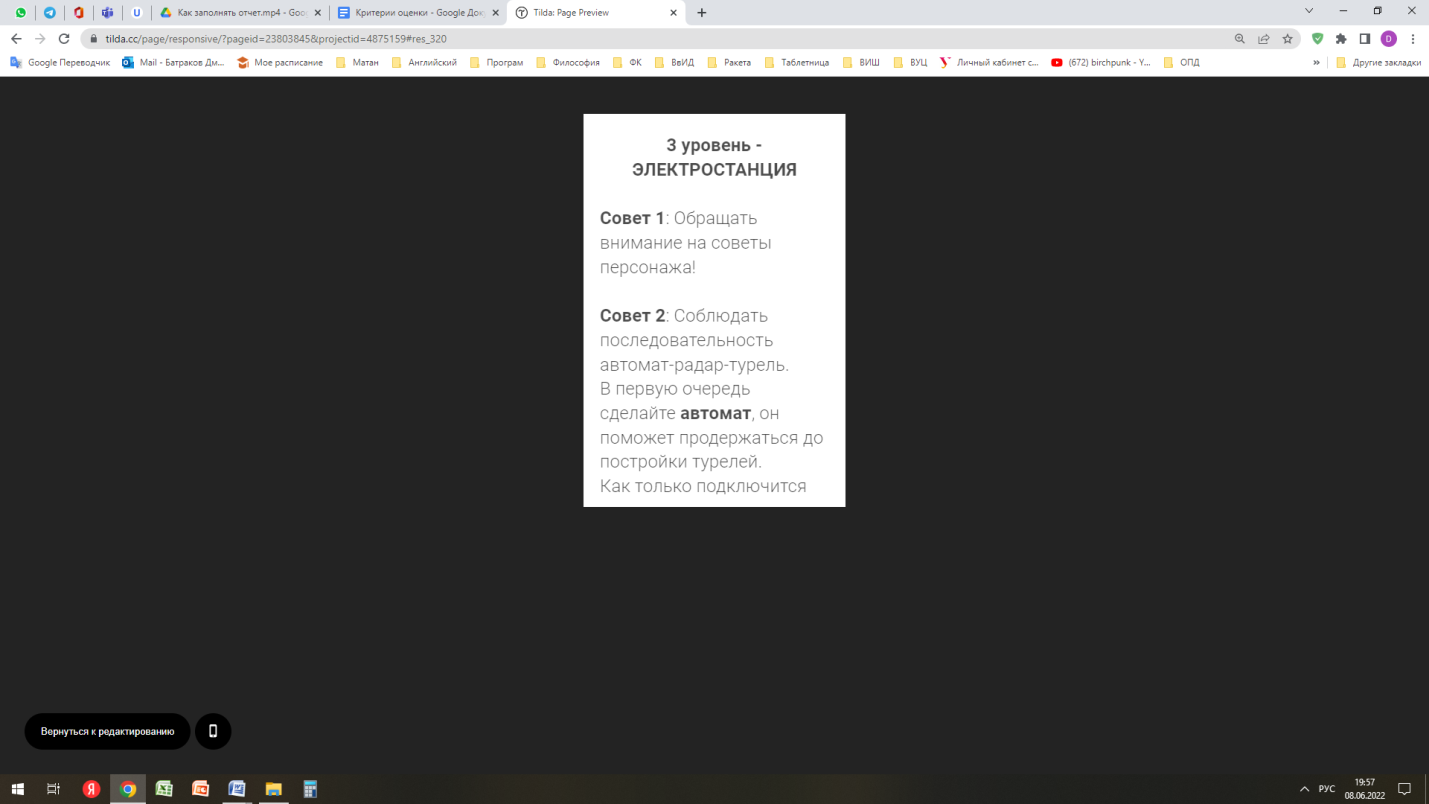 Как заполнять отчет.mp4 - Goo
Критерии оценки - Google Док
Tilda: Page Preview
tilda.cc/page/responsive/?pageid=23803845&projectid=4875159#res_320
D
Google Переводчик
Mail - Батраков Дм...
Мое расписание
Матан
Английский
Програм
Философия
ФК
ВвИД
Ракета
Таблетница
ВИШ
ВУЦ
Личный кабинет с...
(672) birchpunk - Y...
ОПД
»
Другие закладки
3 уровень -
ЭЛЕКТРОСТАНЦИЯ
Совет 1: Обращать
внимание на советы
персонажа!
Совет 2: Соблюдать
последовательность
автомат-радар-турель.
В первую очередь
сделайте автомат, он
поможет продержаться до
постройки турелей.
Как только подключится
Вернуться к редактированию
РУС
19:57
08.06.2022